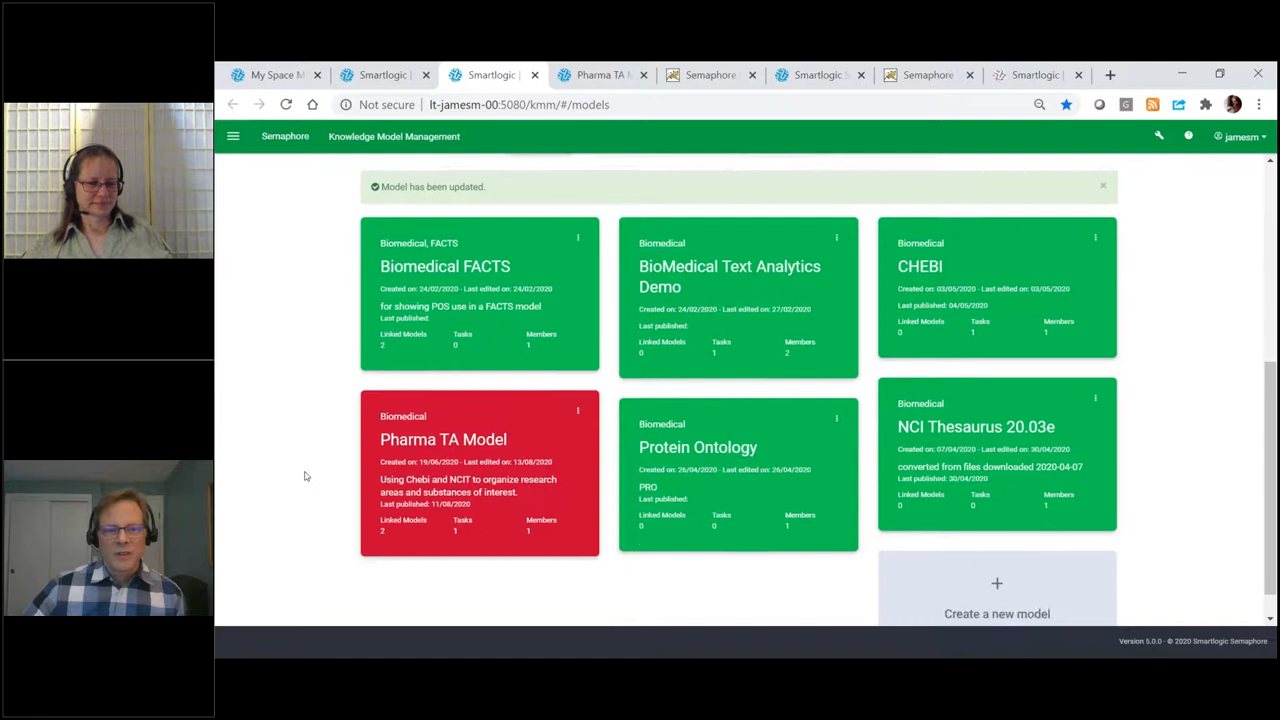 My Space M
Smartlogic |
Smartlogic |
Pharma TA M
Semaphore
Smartlogic S
Semaphore
Smartlogic |
Not secure
lt-jamesm-00:5080/kmm/#/models
Semaphore
Knowledge Model Management
jamesm
Model has been updated.
Biomedical, FACTS
Biomedical FACTS
Created on: 24/02/2020 - Last edited on: 24/02/2020
for showing POS use in a FACTS model
Last published:
Linked Models Tasks Members
2 0 1
Biomedical
BioMedical Text Analytics
Demo
Created on: 24/02/2020 - Last edited on: 27/02/2020
Last published:
Linked Models Tasks Members
0 1 2
Biomedical
CHEBI
Created on: 03/05/2020 - Last edited on: 03/05/2020
Last published: 04/05/2020
Linked Models Tasks Members
0 1 1
Biomedical
Pharma TA Model
Created on: 19/06/2020 - Last edited on: 13/08/2020
Using Chebi and NCIT to organize research
areas and substances of interest.
Last published: 11/08/2020
Linked Models Tasks Members
2 1 1
Biomedical
Protein Ontology
Created on: 26/04/2020 - Last edited on: 26/04/2020
PRO
Last published:
Linked Models Tasks Members
0 0 1
Biomedical
NCI Thesaurus 20.03e
Created on: 07/04/2020 - Last edited on: 30/04/2020
converted from files downloaded 2020-04-07
Last published: 30/04/2020
Linked Models Tasks Members
0 0 1
+
Create a new model
Version 5.0.0 - © 2020 Smartlogic Semaphore